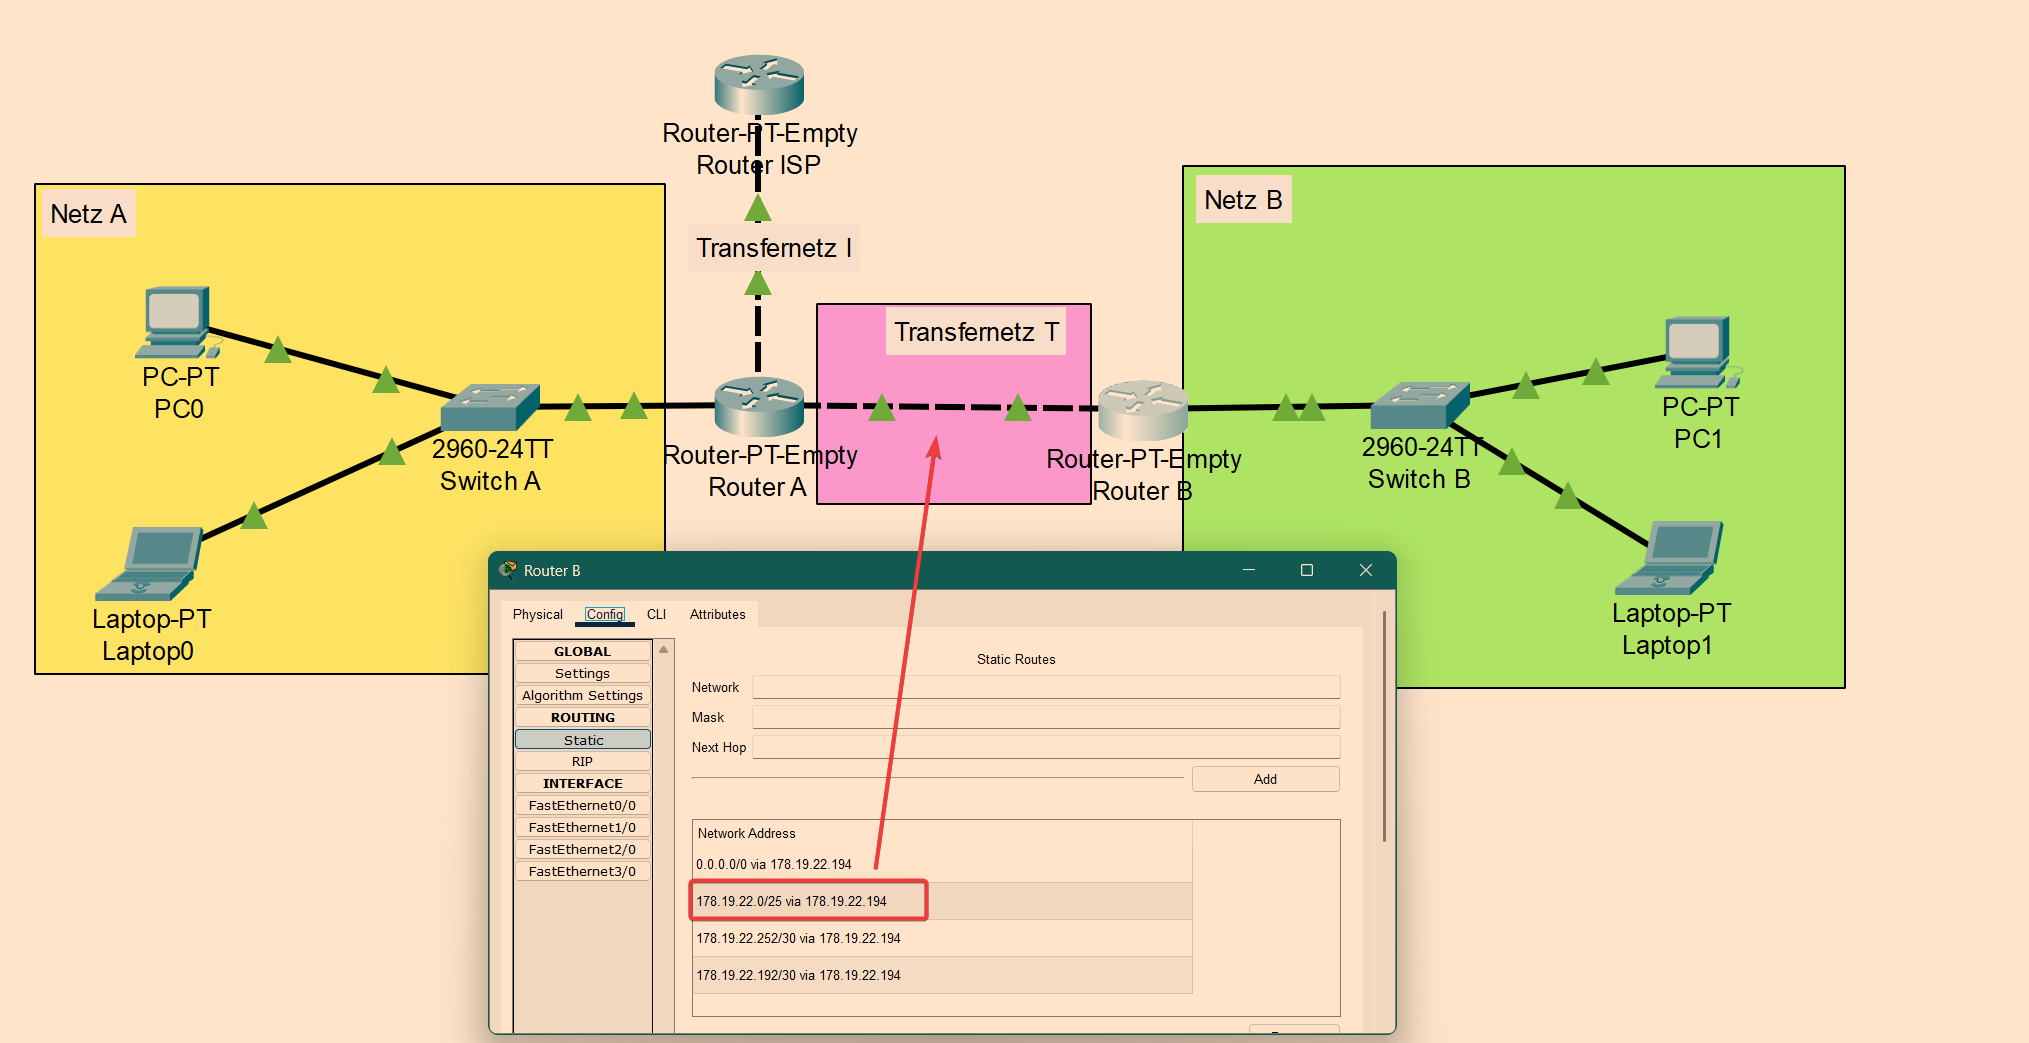 Router-PT-Empty
Router ISP
Netz A
Netz B
Transfernetz I
Transfernetz T
PC-PT
PC0
2960-24TT
Switch A
Router-PT-Empty
Router A
Router-PT-Empty
Router B
2960-24TT
Switch B
PC-PT
PC1
Laptop-PT
Laptop0
Laptop-PT
Laptop1
Router B
Physical Config CLI Attributes
GLOBAL
Settings
Algorithm Settings
ROUTING
Static
RIP
INTERFACE
FastEthernet0/0
FastEthernet1/0
FastEthernet2/0
FastEthernet3/0
Static Routes
Network
Mask
Next Hop
Add
Network Address
0.0.0.0/0 via 178.19.22.194
178.19.22.0/25 via 178.19.22.194
178.19.22.252/30 via 178.19.22.194
178.19.22.192/30 via 178.19.22.194